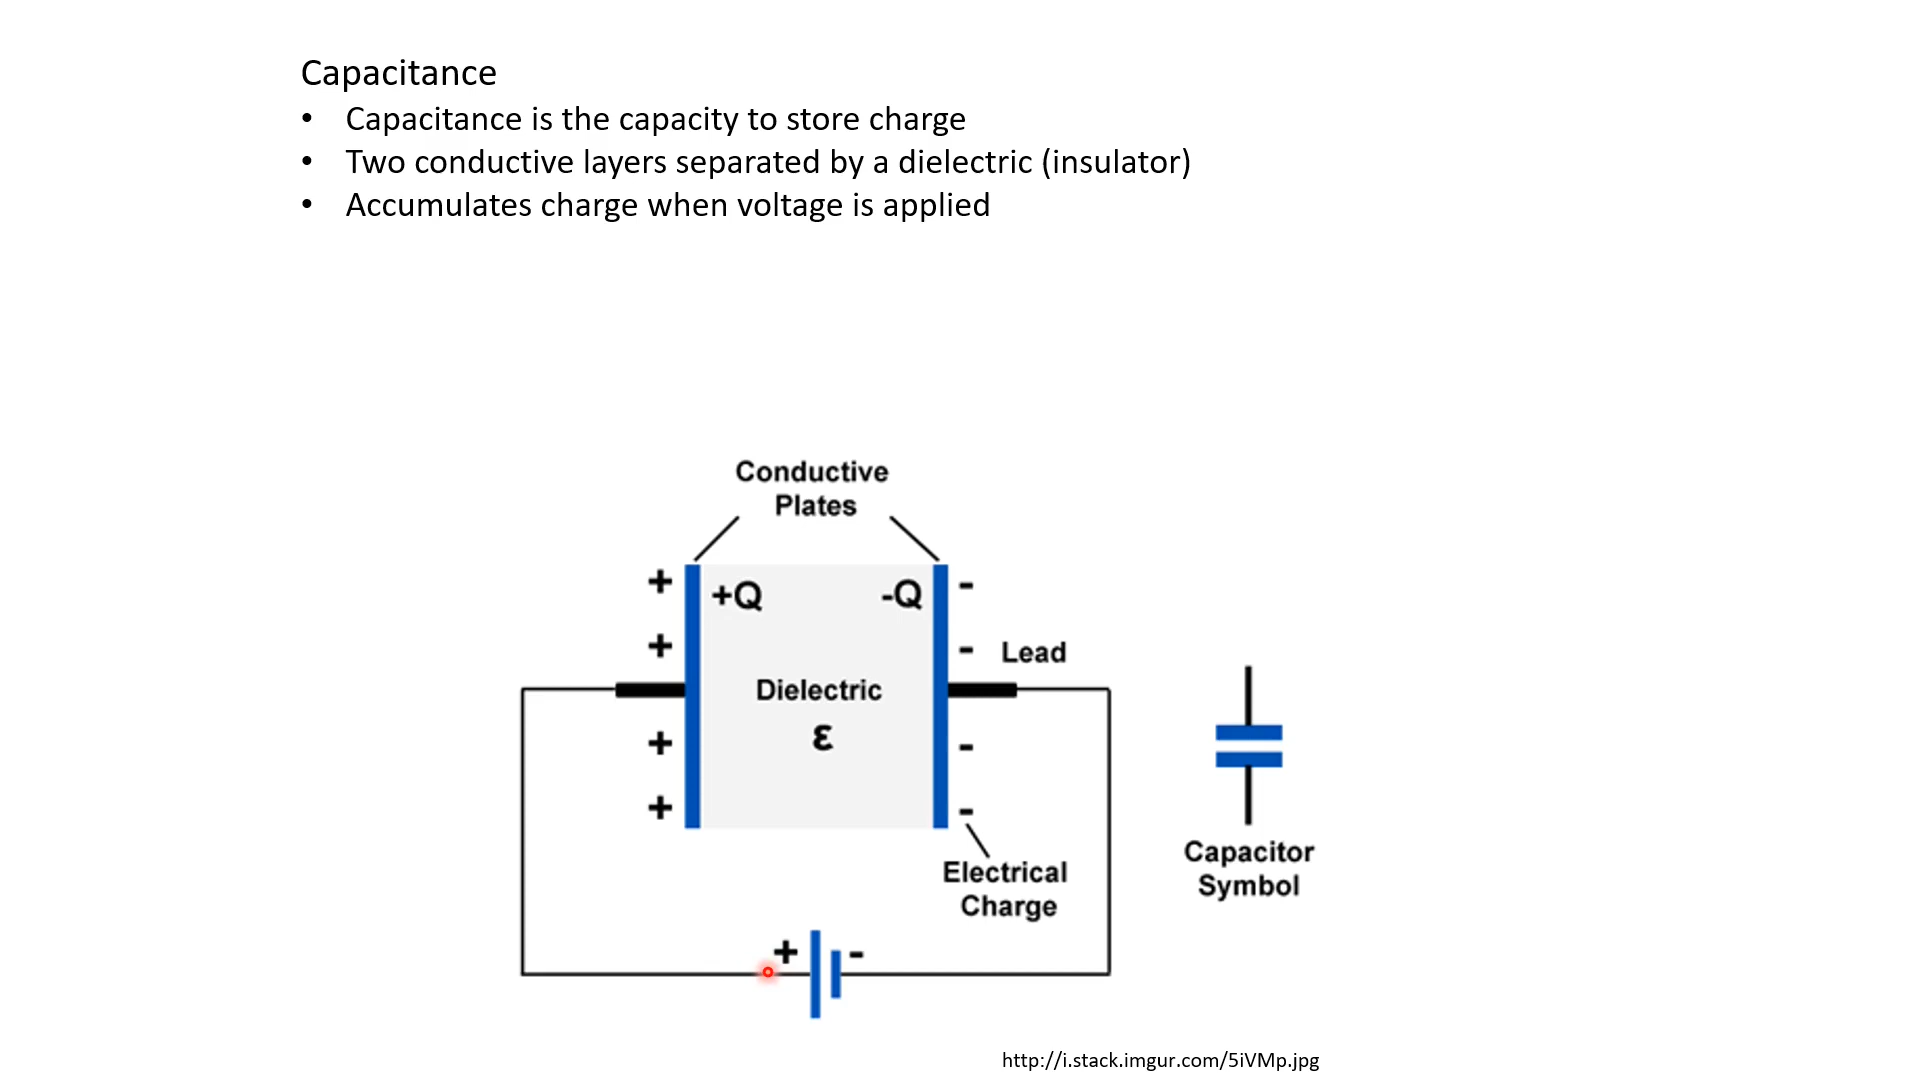 Capacitance
• Capacitance is the capacity to store charge
• Two conductive layers separated by a dielectric (insulator)
• Accumulates charge when voltage is applied
Conductive
Plates
+ +Q -Q -
+ - Lead
Dielectric
ε
+ -
+ -
Electrical
Charge
Capacitor
Symbol
+ -
http://i.stack.imgur.com/5iVMp.jpg